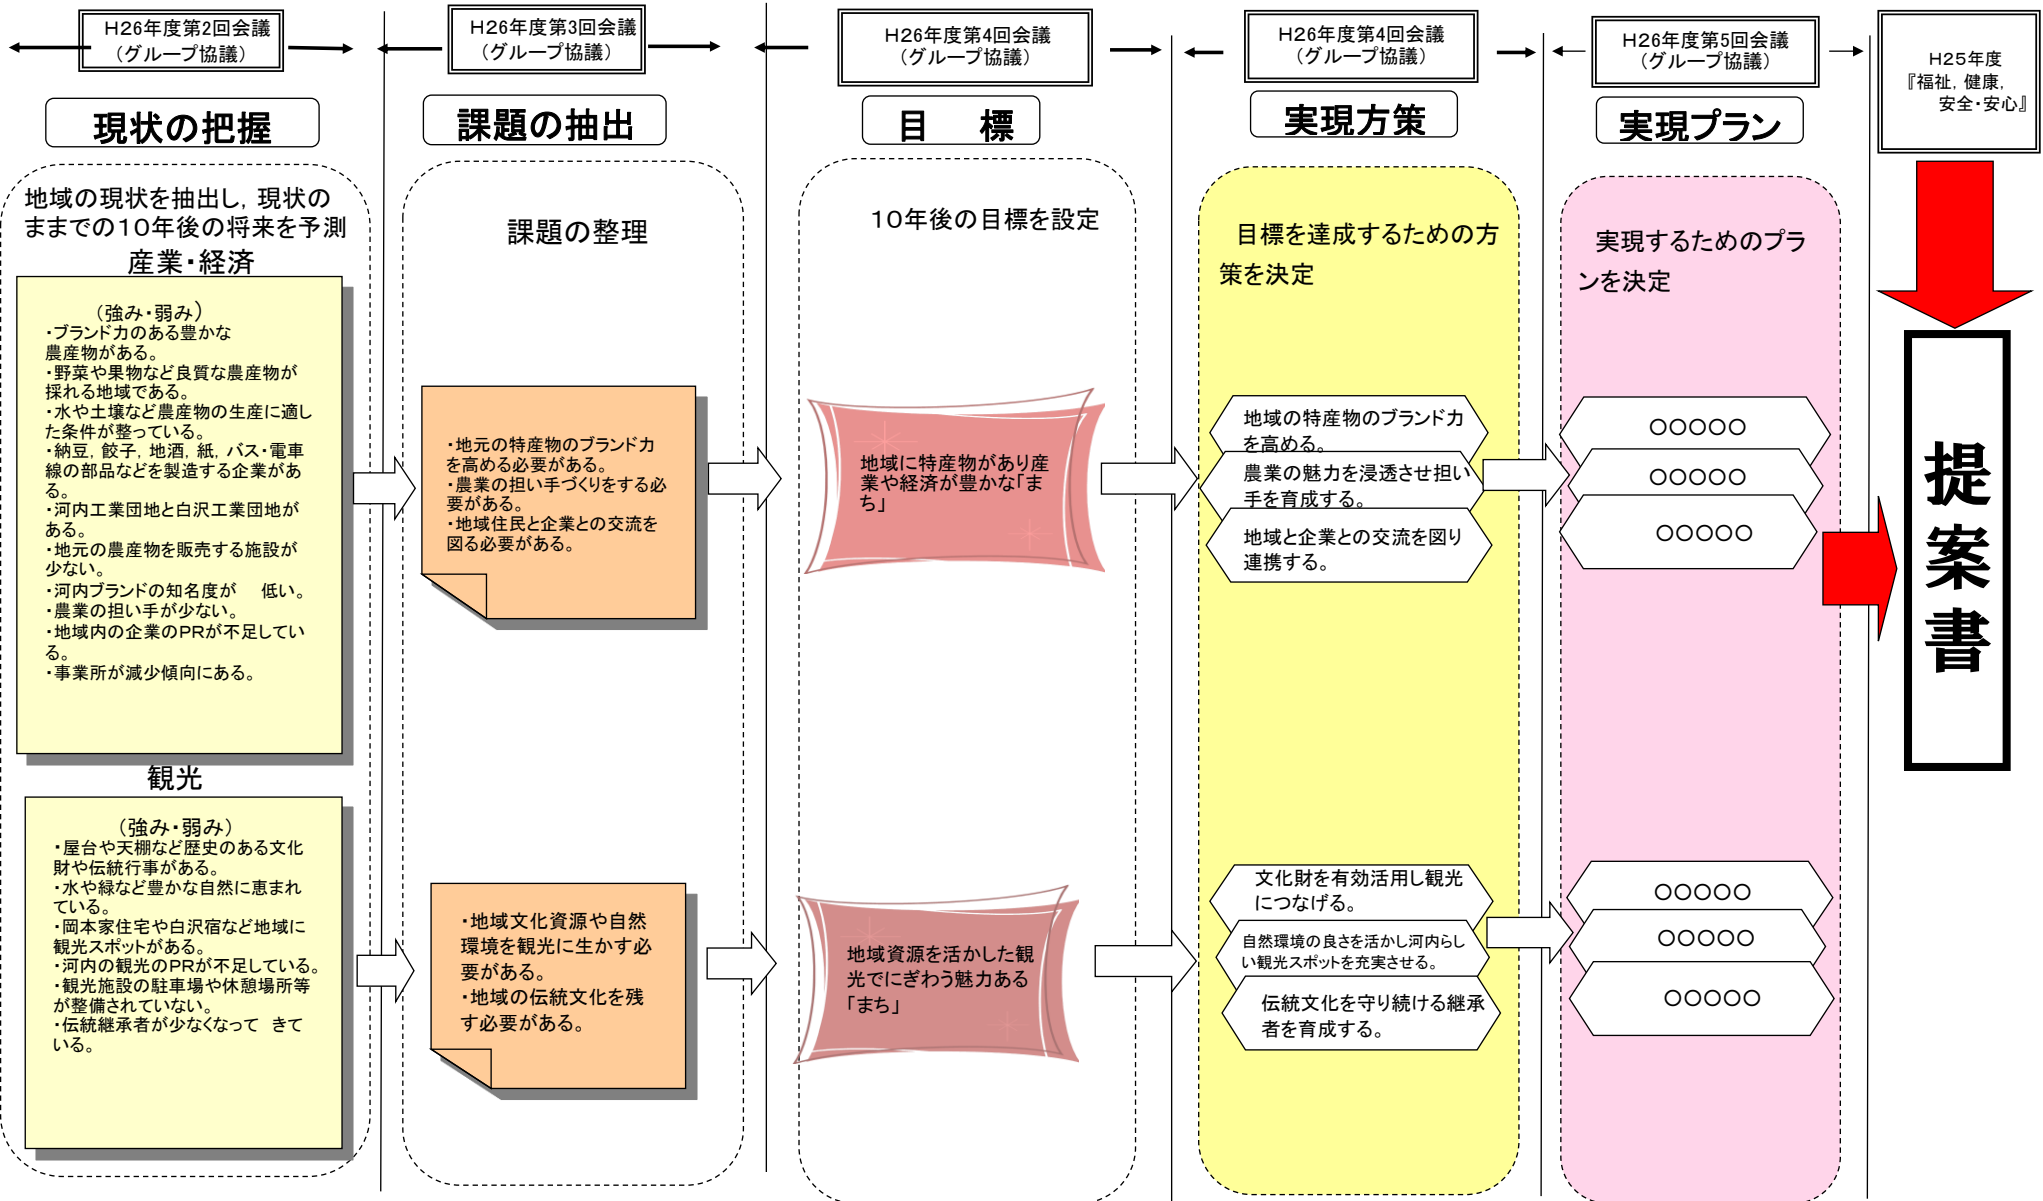 H26年度第2回会議
(グループ協議)
H26年度第3回会議
(グループ協議)
H26年度第4回会議
(グループ協議)
H26年度第4回会議
(グループ協議)
H26年度第5回会議
(グループ協議)
H25年度
『福祉, 健康,
安全・安心』
現状の把握
課題の抽出
目　標
実現方策
実現プラン
地域の現状を抽出し, 現状の
ままでの10年後の将来を予測
産業・経済
(強み・弱み)
・ブランド力のある豊かな
農産物がある。
・野菜や果物など良質な農産物が
採れる地域である。
・水や土壌など農産物の生産に適し
た条件が整っている。
・納豆, 餃子, 地酒, 紙, バス・電車
線の部品などを製造する企業があ
る。
・河内工業団地と白沢工業団地が
ある。
・地元の農産物を販売する施設が
少ない。
・河内ブランドの知名度が　低い。
・農業の担い手が少ない。
・地域内の企業のPRが不足してい
る。
・事業所が減少傾向にある。
観光
(強み・弱み)
・屋台や天棚など歴史のある文化
財や伝統行事がある。
・水や緑など豊かな自然に恵まれ
ている。
・岡本家住宅や白沢宿など地域に
観光スポットがある。
・河内の観光のPRが不足している。
・観光施設の駐車場や休憩場所等
が整備されていない。
・伝統継承者が少なくなって　きて
いる。
課題の整理
・地元の特産物のブランド力
を高める必要がある。
・農業の担い手づくりをする必
要がある。
・地域住民と企業との交流を
図る必要がある。
・地域文化資源や自然
環境を観光に生かす必
要がある。
・地域の伝統文化を残
す必要がある。
10年後の目標を設定
地域に特産物があり産
業や経済が豊かな「ま
ち」
地域資源を活かした観
光でにぎわう魅力ある
「まち」
目標を達成するための方
策を決定
地域の特産物のブランド力
を高める。
農業の魅力を浸透させ担い
手を育成する。
地域と企業との交流を図り
連携する。
文化財を有効活用し観光
につなげる。
自然環境の良さを活かし河内らし
い観光スポットを充実させる。
伝統文化を守り続ける継承
者を育成する。
実現するためのプラ
ンを決定
○○○○○
○○○○○
○○○○○
○○○○○
○○○○○
○○○○○
提案書